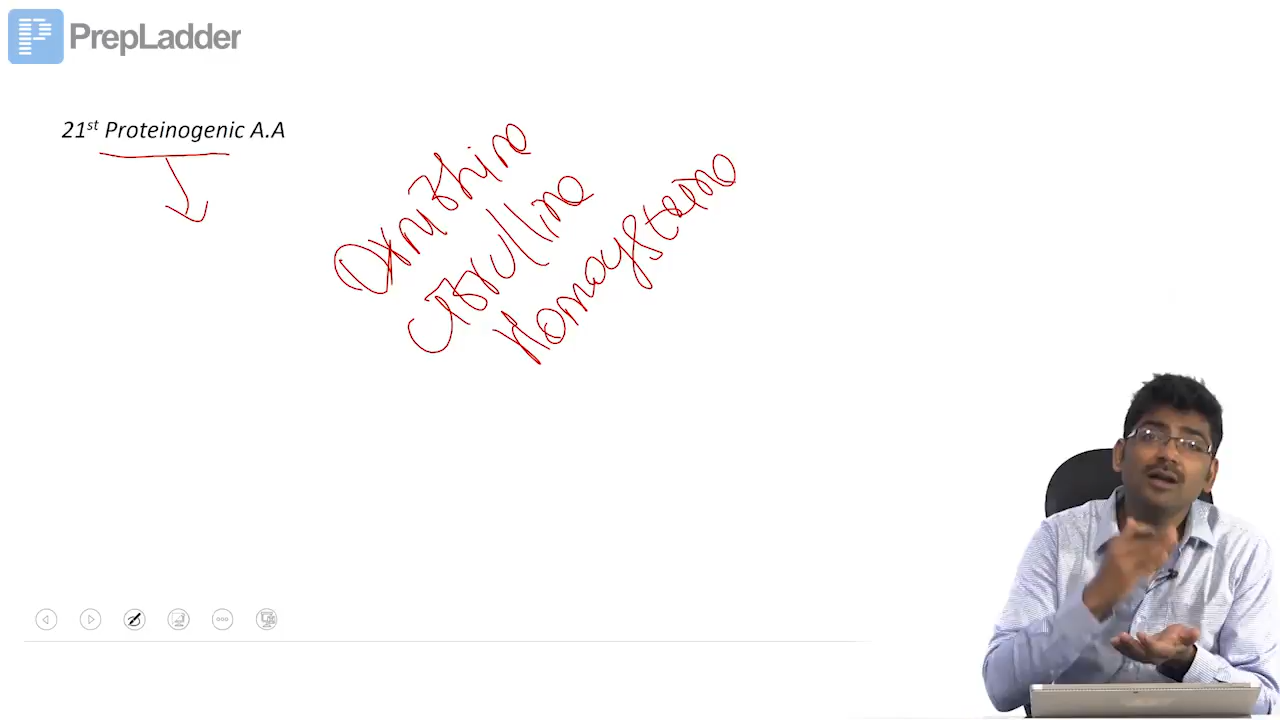 PrepLadder
21st Proteinogenic A.A
Ornithine
Citrulline
Homocysteine